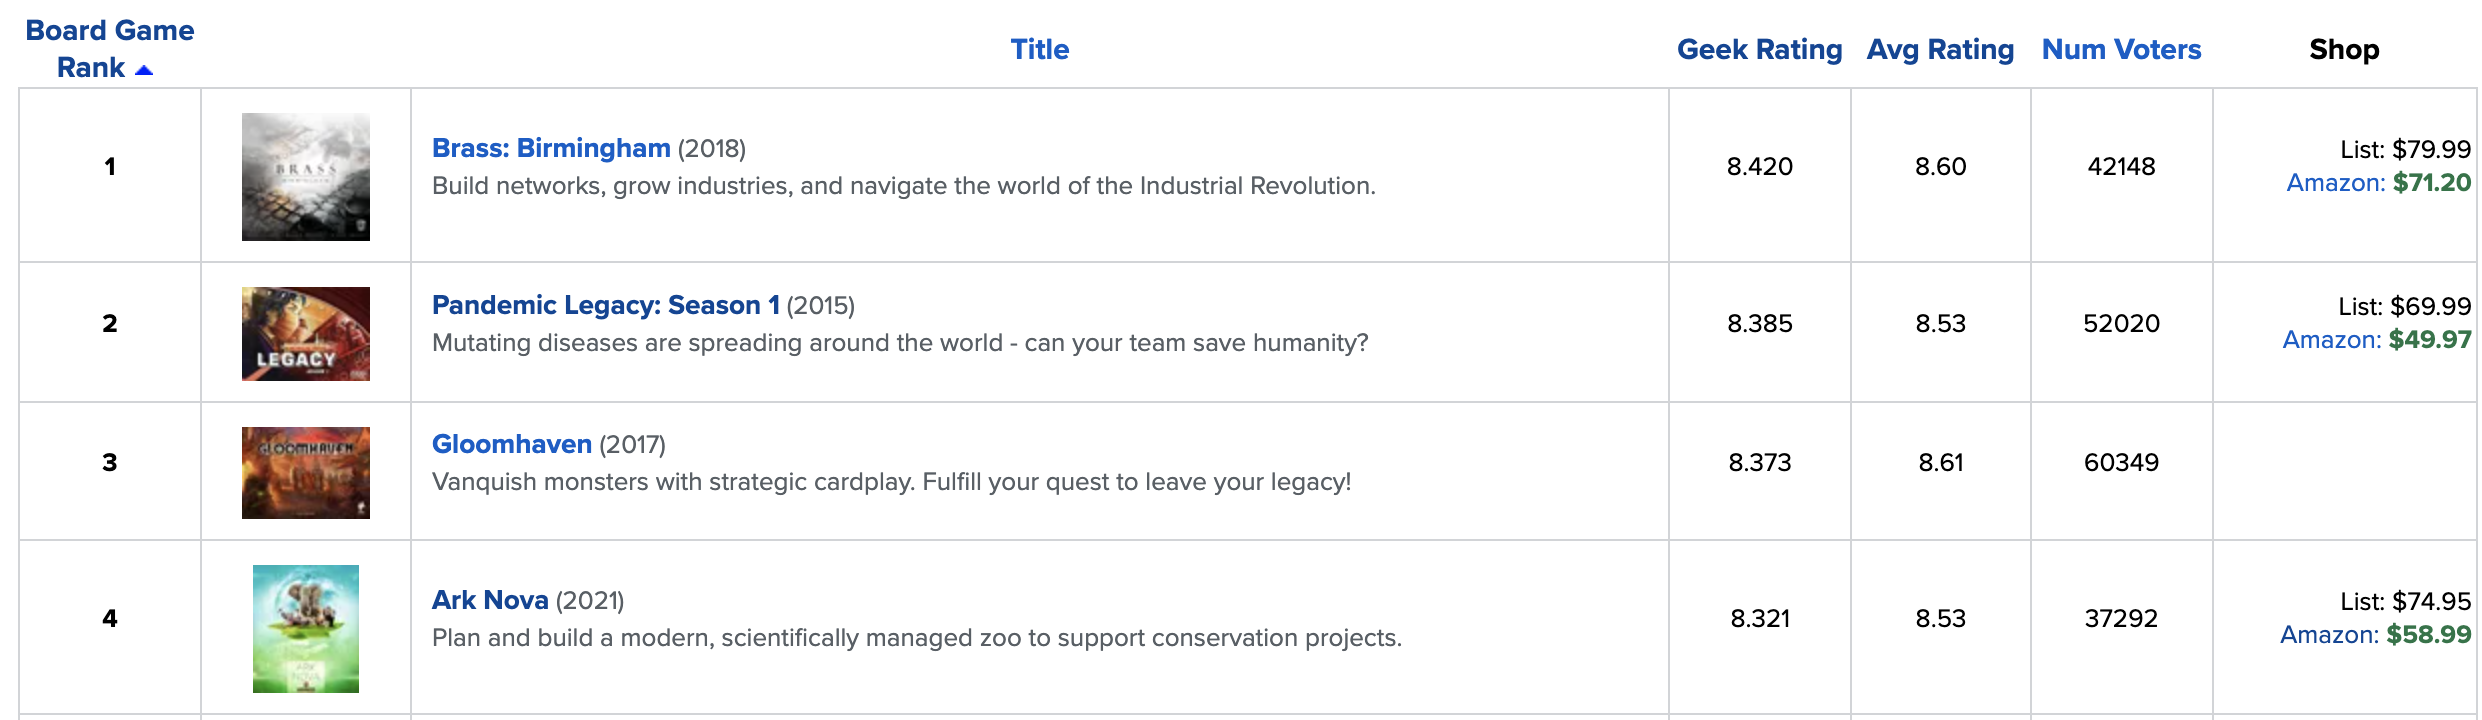 Board Game
Rank
Title
Geek Rating
Avg Rating
Num Voters
Shop
1
BRASS
Brass: Birmingham (2018)
Build networks, grow industries, and navigate the world of the Industrial Revolution.
8.420
8.60
42148
List: $79.99
Amazon: $71.20
2
LEGACY
Pandemic Legacy: Season 1 (2015)
Mutating diseases are spreading around the world - can your team save humanity?
8.385
8.53
52020
List: $69.99
Amazon: $49.97
3
GLOOMHAVEN
Gloomhaven (2017)
Vanquish monsters with strategic cardplay. Fulfill your quest to leave your legacy!
8.373
8.61
60349
4
ARK
NOVA
Ark Nova (2021)
Plan and build a modern, scientifically managed zoo to support conservation projects.
8.321
8.53
37292
List: $74.95
Amazon: $58.99